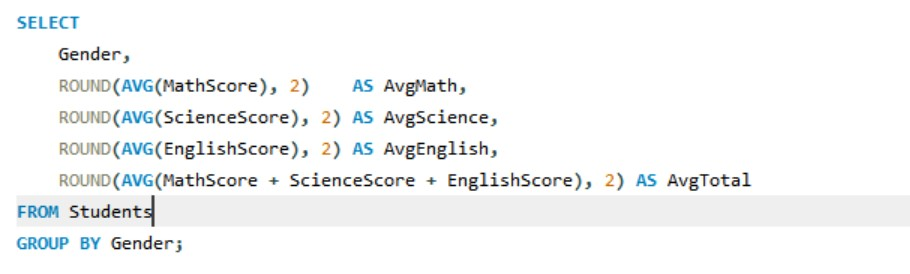 SELECT
    Gender,
    ROUND(AVG(MathScore), 2)    AS AvgMath,
    ROUND(AVG(ScienceScore), 2) AS AvgScience,
    ROUND(AVG(EnglishScore), 2) AS AvgEnglish,
    ROUND(AVG(MathScore + ScienceScore + EnglishScore), 2) AS AvgTotal
FROM Students
GROUP BY Gender;